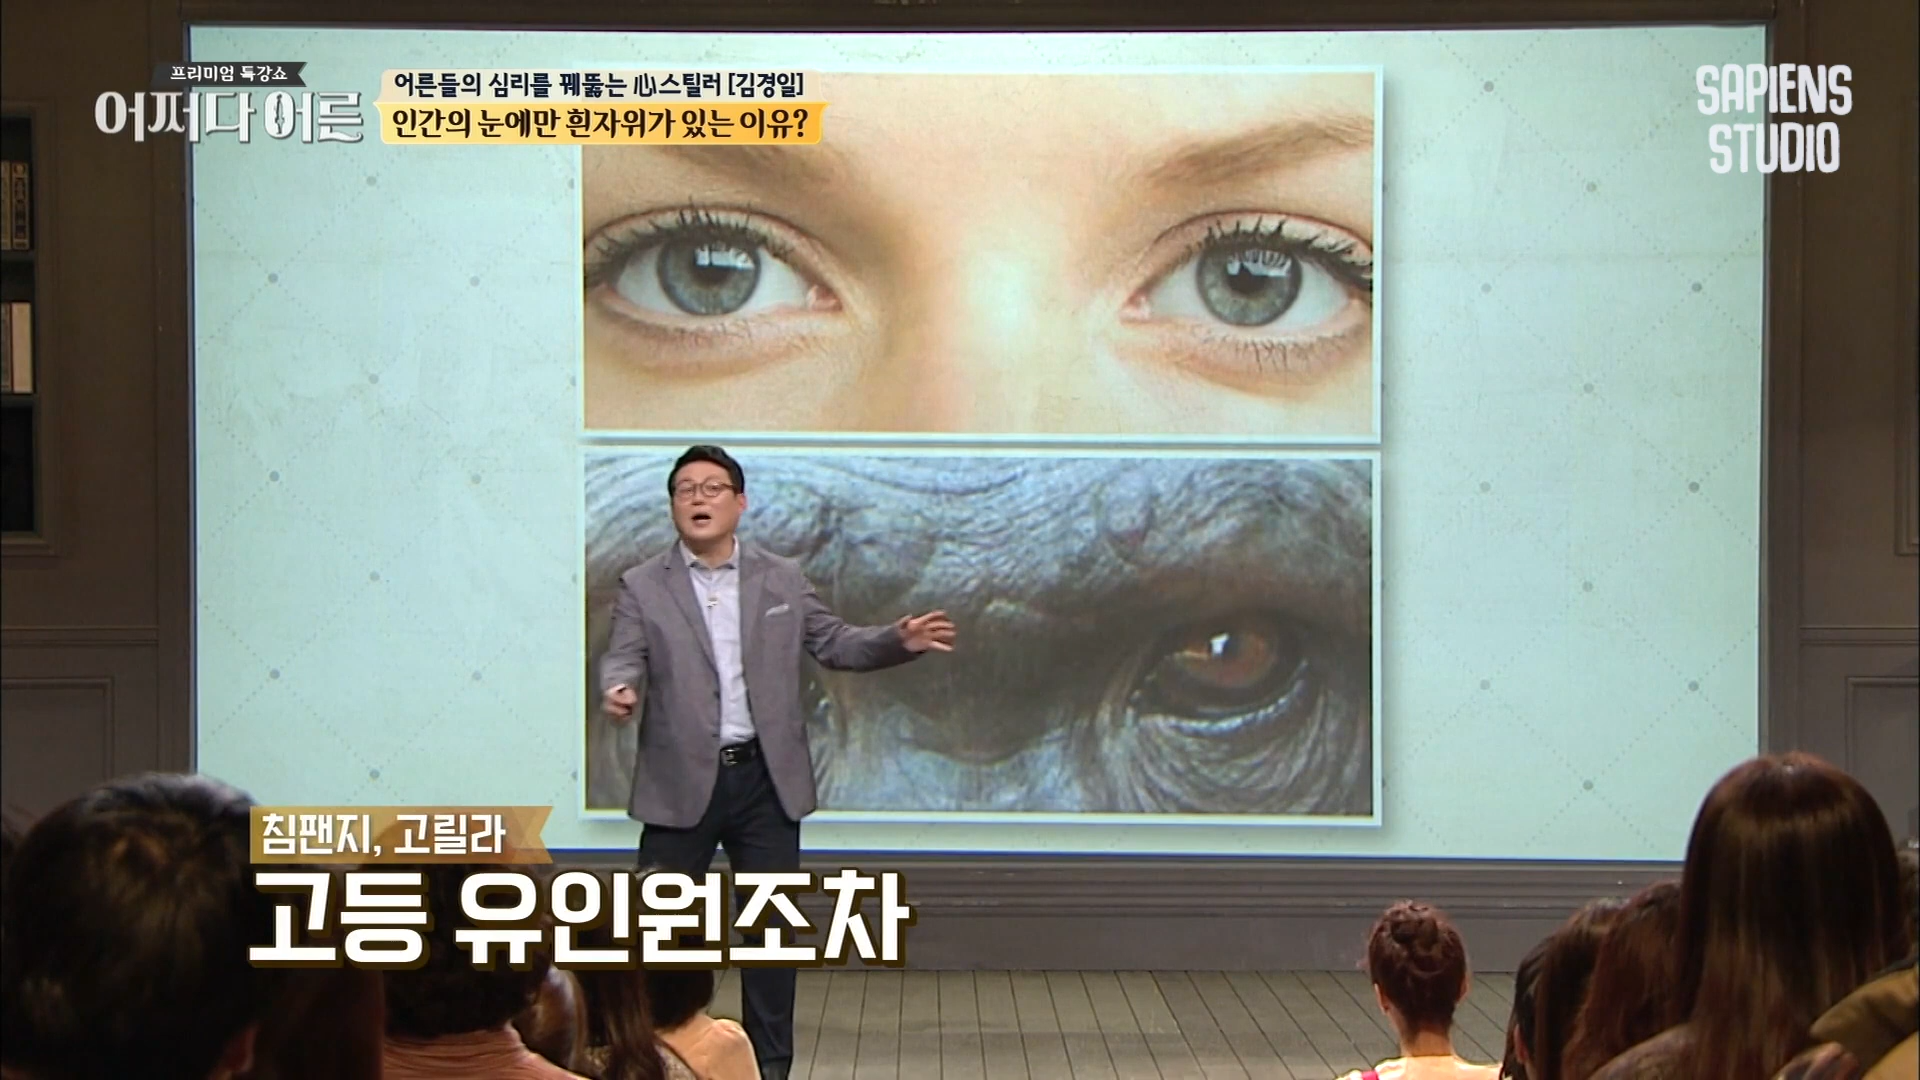 프리미엄 특강쇼
어쩌다 어른
어른들의 심리를 꿰뚫는 心스틸러 [김경일]
인간의 눈에만 흰자위가 있는 이유?
SAPIENS
STUDIO
침팬지, 고릴라
고등 유인원조차